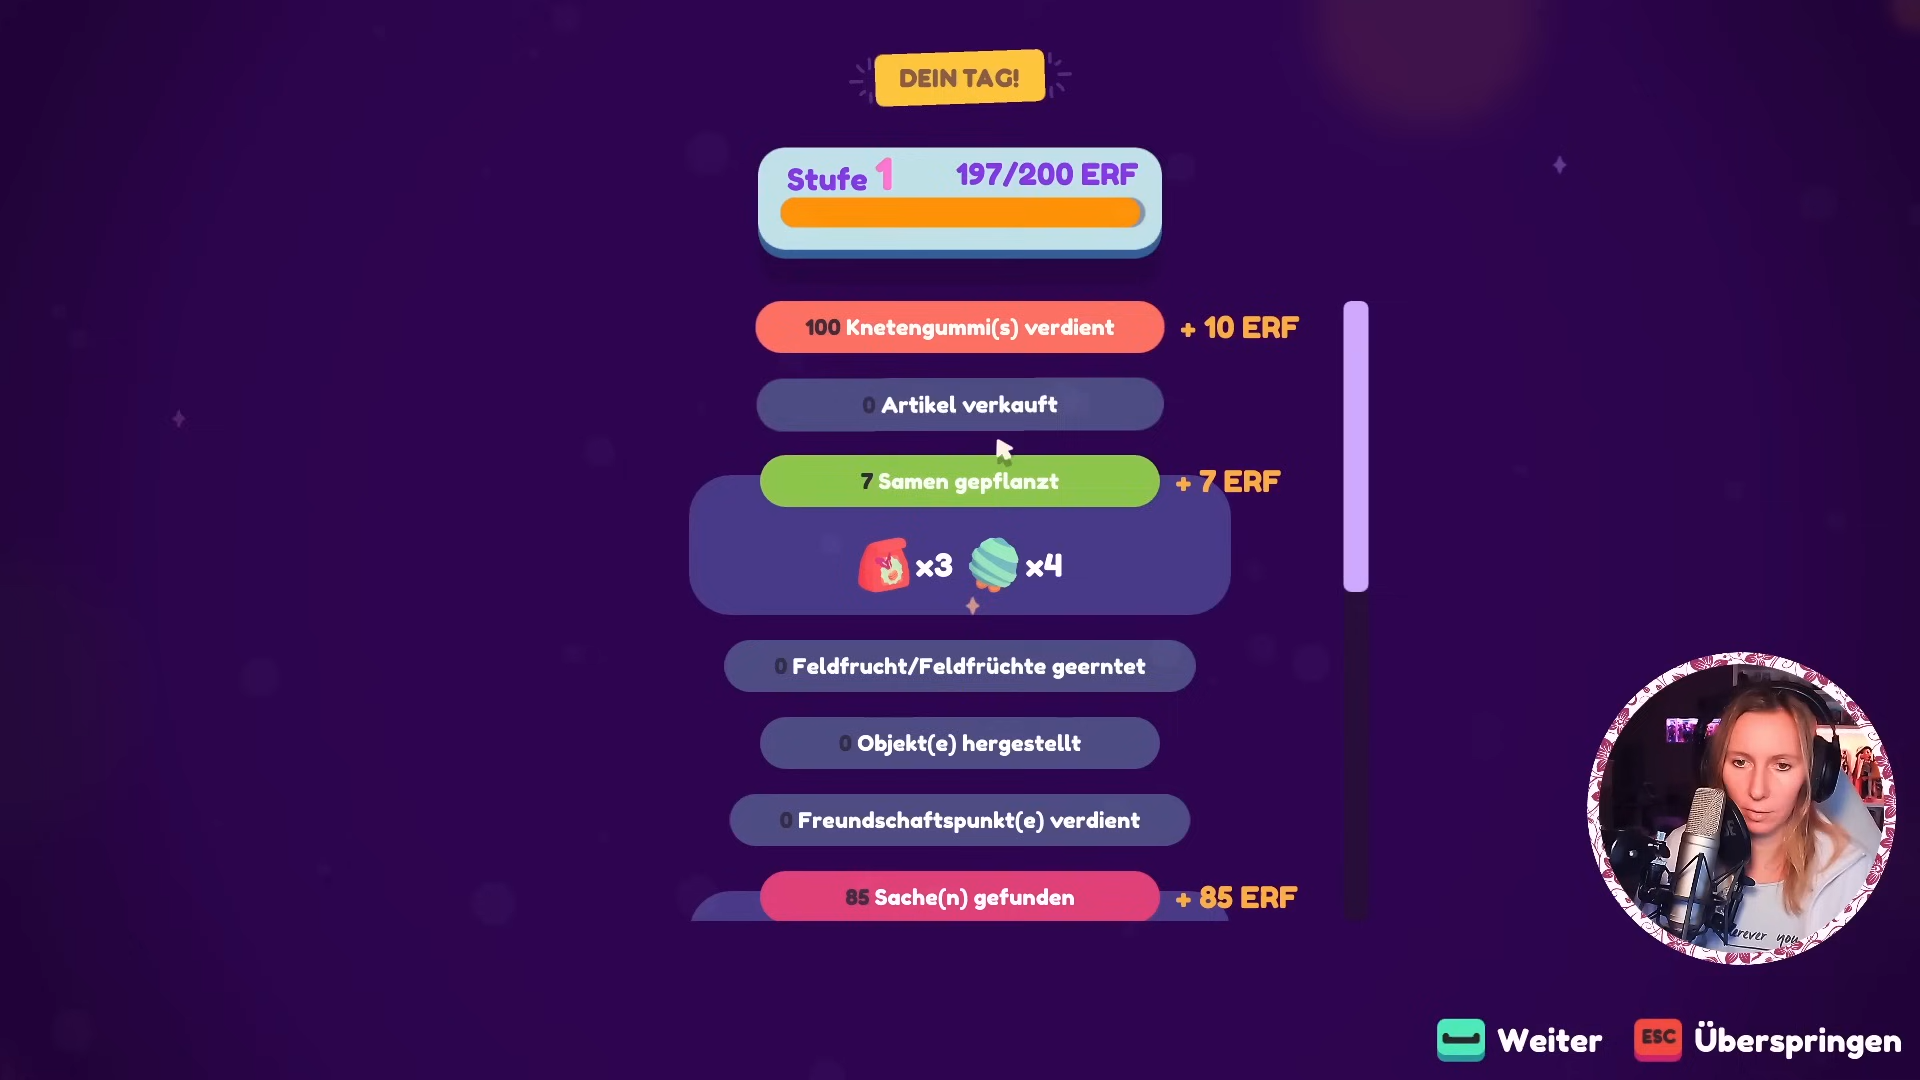 DEIN TAG!
Stufe 1 197/200 ERF
100 Knetengummi(s) verdient + 10 ERF
0 Artikel verkauft
7 Samen gepflanzt + 7 ERF
x3 x4
0 Feldfrucht/Feldfrüchte geerntet
0 Objekt(e) hergestellt
0 Freundschaftspunkt(e) verdient
85 Sache(n) gefunden + 85 ERF
erever you
Weiter ESC Überspringen